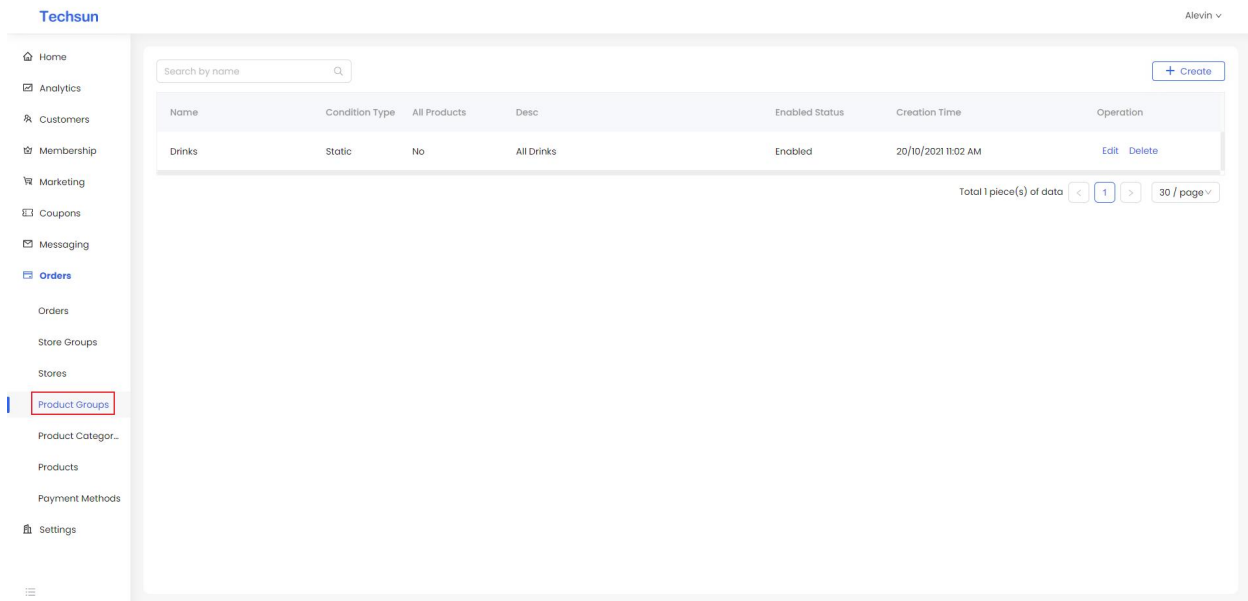 Techsun
Alevin
Home
Analytics
Customers
Membership
Marketing
Coupons
Messaging
Orders
Orders
Store Groups
Stores
Product Groups
Product Categor...
Products
Payment Methods
Settings
Search by name
+ Create
Name Condition Type All Products Desc Enabled Status Creation Time Operation
Drinks Static No All Drinks Enabled 20/10/2021 11:02 AM Edit Delete
Total 1 piece(s) of data < 1 > 30 / page